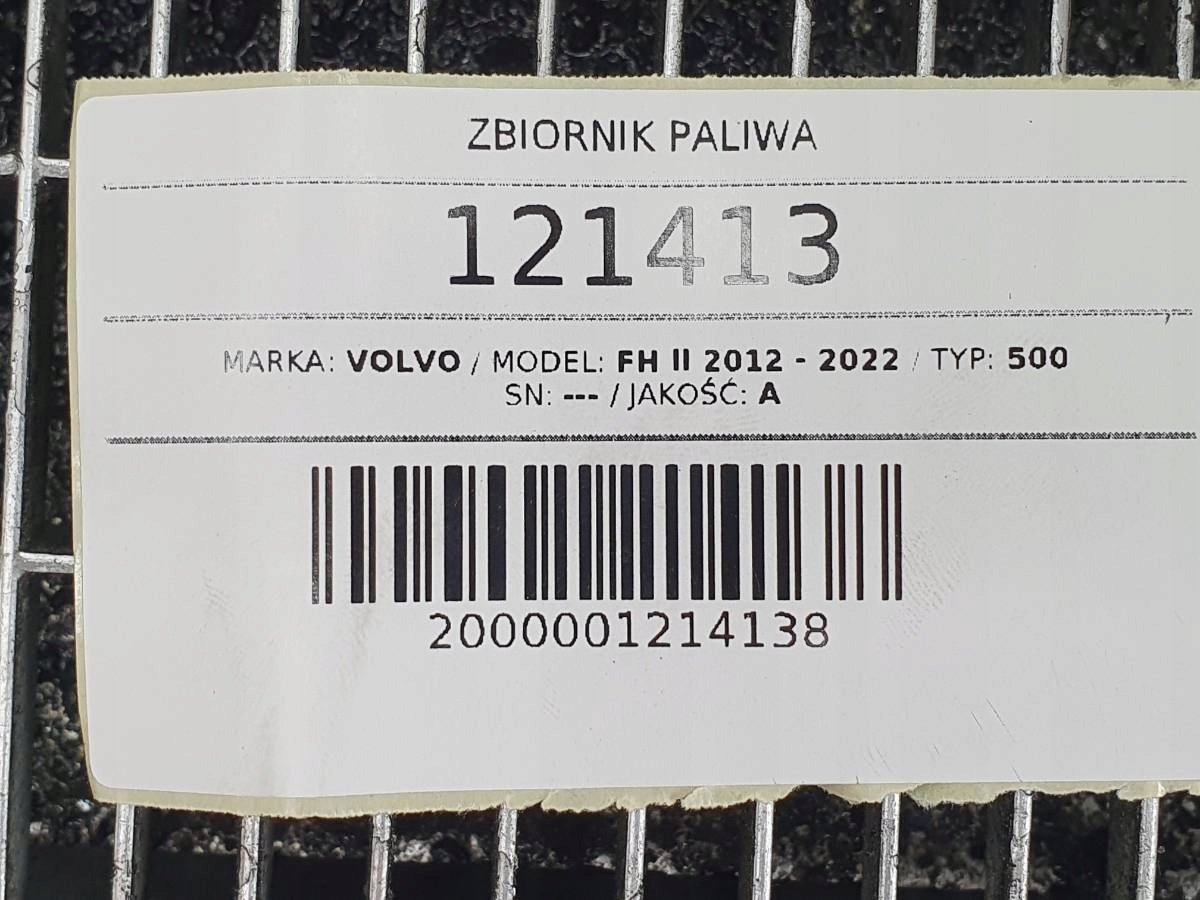 ZBIORNIK PALIWA
121413
MARKA: VOLVO / MODEL: FH II 2012 - 2022 / TYP: 500
SN: --- / JAKOŚĆ: A
2000001214138